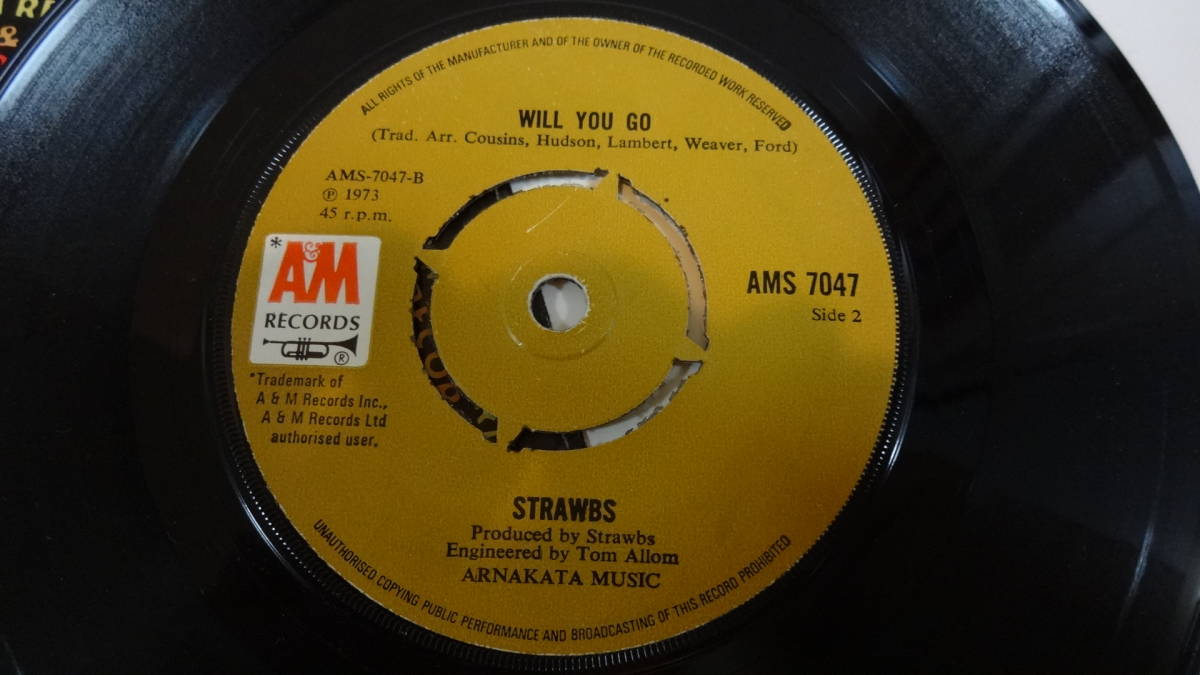 ALL RIGHTS OF THE MANUFACTURER AND OF THE OWNER OF THE RECORDED WORK RESERVED
WILL YOU GO
(Trad. Arr. Cousins, Hudson, Lambert, Weaver, Ford)
AMS-7047-B
℗ 1973
45 r.p.m.
*
A&M
RECORDS
®
*Trademark of
A & M Records Inc.,
A & M Records Ltd
authorised user.
AMS 7047
Side 2
STRAWBS
Produced by Strawbs
Engineered by Tom Allom
ARNAKATA MUSIC
UNAUTHORISED COPYING PUBLIC PERFORMANCE AND BROADCASTING OF THIS RECORD PROHIBITED